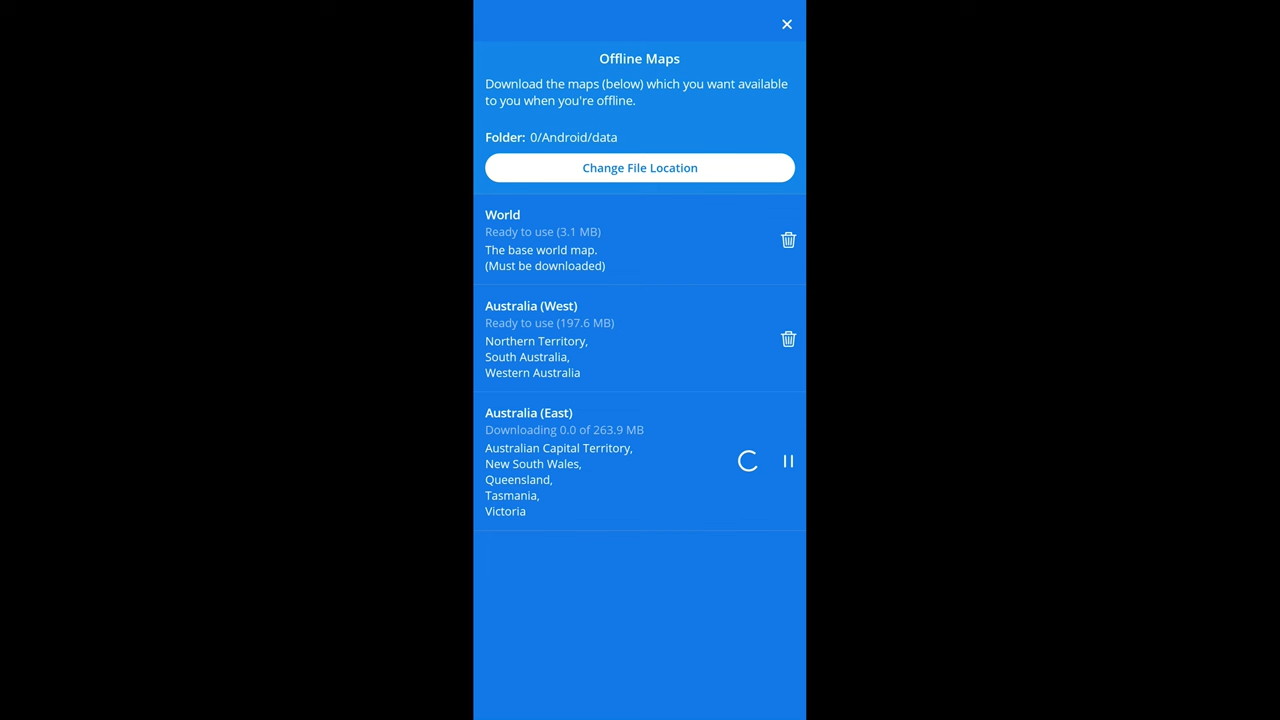 Offline Maps
Download the maps (below) which you want available
to you when you're offline.
Folder: 0/Android/data
Change File Location
World
Ready to use (3.1 MB)
The base world map.
(Must be downloaded)
Australia (West)
Ready to use (197.6 MB)
Northern Territory,
South Australia,
Western Australia
Australia (East)
Downloading 0.0 of 263.9 MB
Australian Capital Territory,
New South Wales,
Queensland,
Tasmania,
Victoria